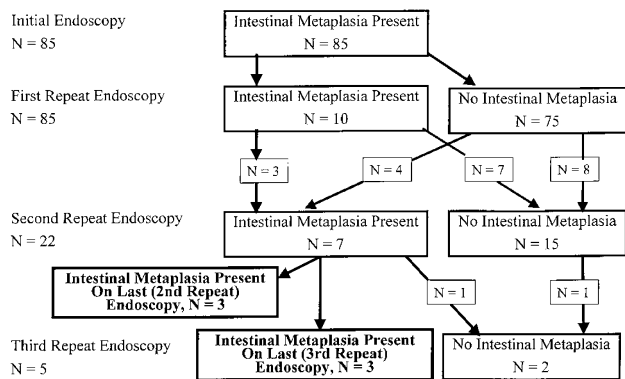 Initial Endoscopy
N = 85
Intestinal Metaplasia Present
N = 85
First Repeat Endoscopy
N = 85
Intestinal Metaplasia Present
N = 10
No Intestinal Metaplasia
N = 75
N = 3
N = 4
N = 7
N = 8
Second Repeat Endoscopy
N = 22
Intestinal Metaplasia Present
N = 7
No Intestinal Metaplasia
N = 15
Intestinal Metaplasia Present
On Last (2nd Repeat)
Endoscopy, N = 3
N = 1
N = 1
Third Repeat Endoscopy
N = 5
Intestinal Metaplasia Present
On Last (3rd Repeat)
Endoscopy, N = 3
No Intestinal Metaplasia
N = 2